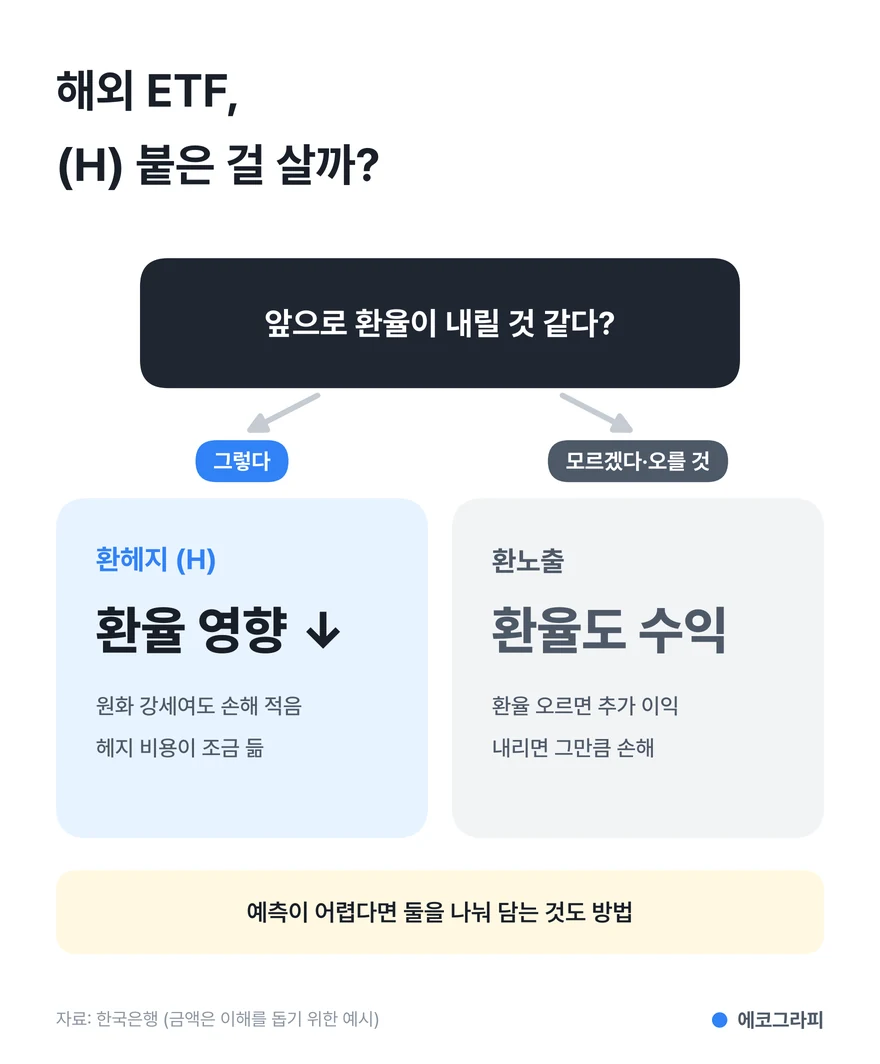 해외 ETF,
(H) 붙은 걸 살까?
앞으로 환율이 내릴 것 같다?
그렇다
모르겠다·오를 것
환헤지 (H)
환율 영향 ↓
원화 강세여도 손해 적음
헤지 비용이 조금 듦
환노출
환율도 수익
환율 오르면 추가 이익
내리면 그만큼 손해
예측이 어렵다면 둘을 나눠 담는 것도 방법
자료: 한국은행 (금액은 이해를 돕기 위한 예시)
에코그라피